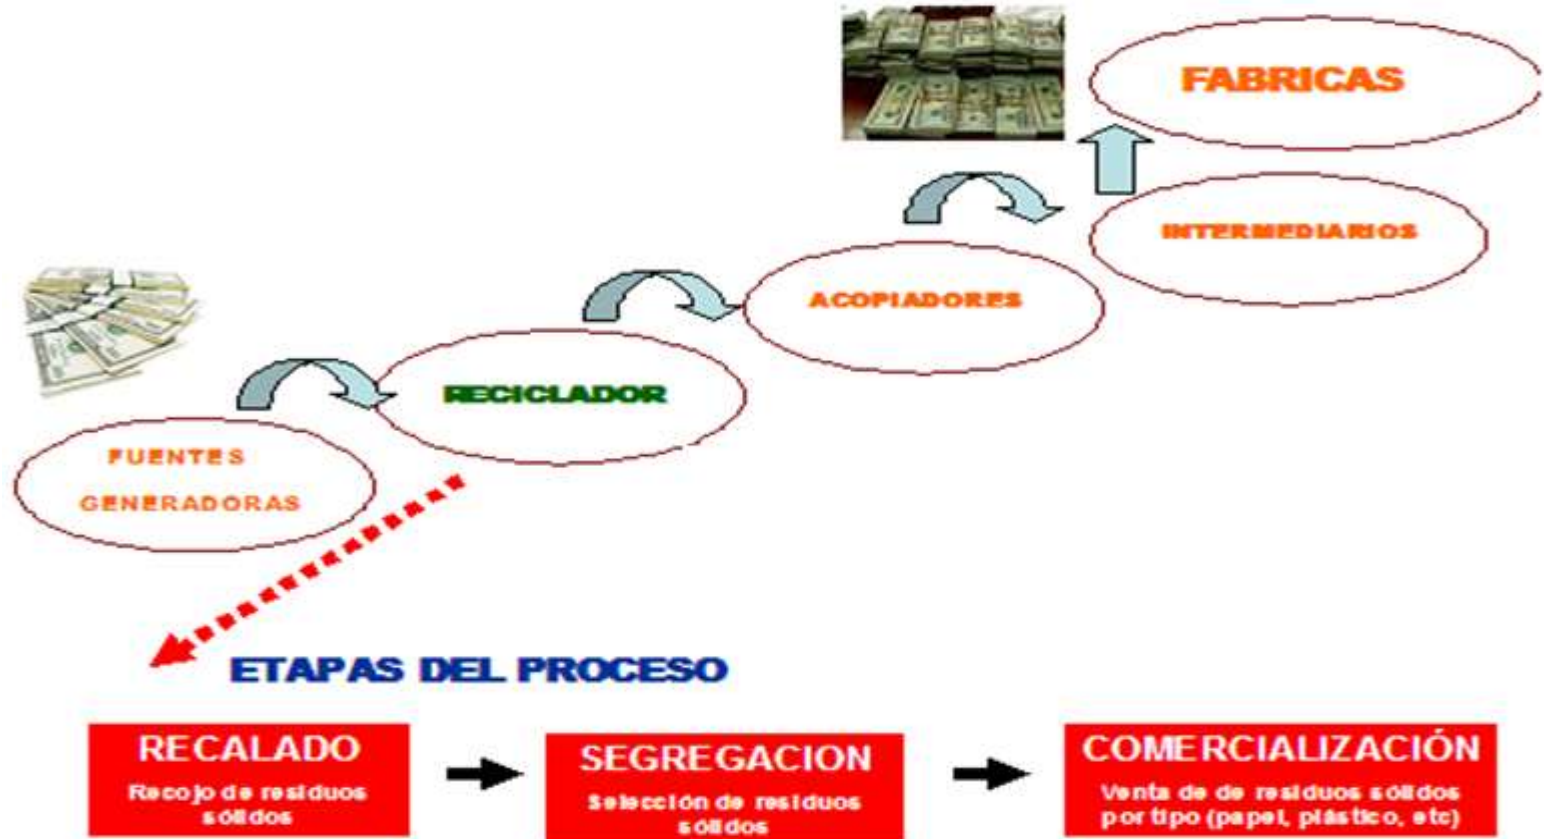 FABRICAS
INTERMEDIARIOS
ACOPIADORES
RECICLADOR
FUENTES
GENERADORAS
ETAPAS DEL PROCESO
RECALADO
Recojo de residuos
sólidos
SEGREGACION
Selección de residuos
sólidos
COMERCIALIZACIÓN
Venta de de residuos sólidos
por tipo (papel, plástico, etc)